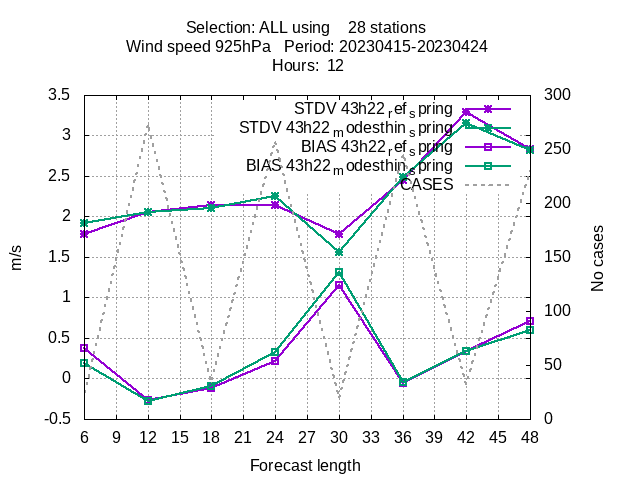 Selection: ALL using 28 stations
Wind speed 925hPa Period: 20230415-20230424
Hours: 12
STDV 43h22_ref_spring
STDV 43h22_modesthin_spring
BIAS 43h22_ref_spring
BIAS 43h22_modesthin_spring
CASES
3.5
3
2.5
2
1.5
1
0.5
0
-0.5
m/s
300
250
200
150
100
50
0
No cases
6 9 12 15 18 21 24 27 30 33 36 39 42 45 48
Forecast length